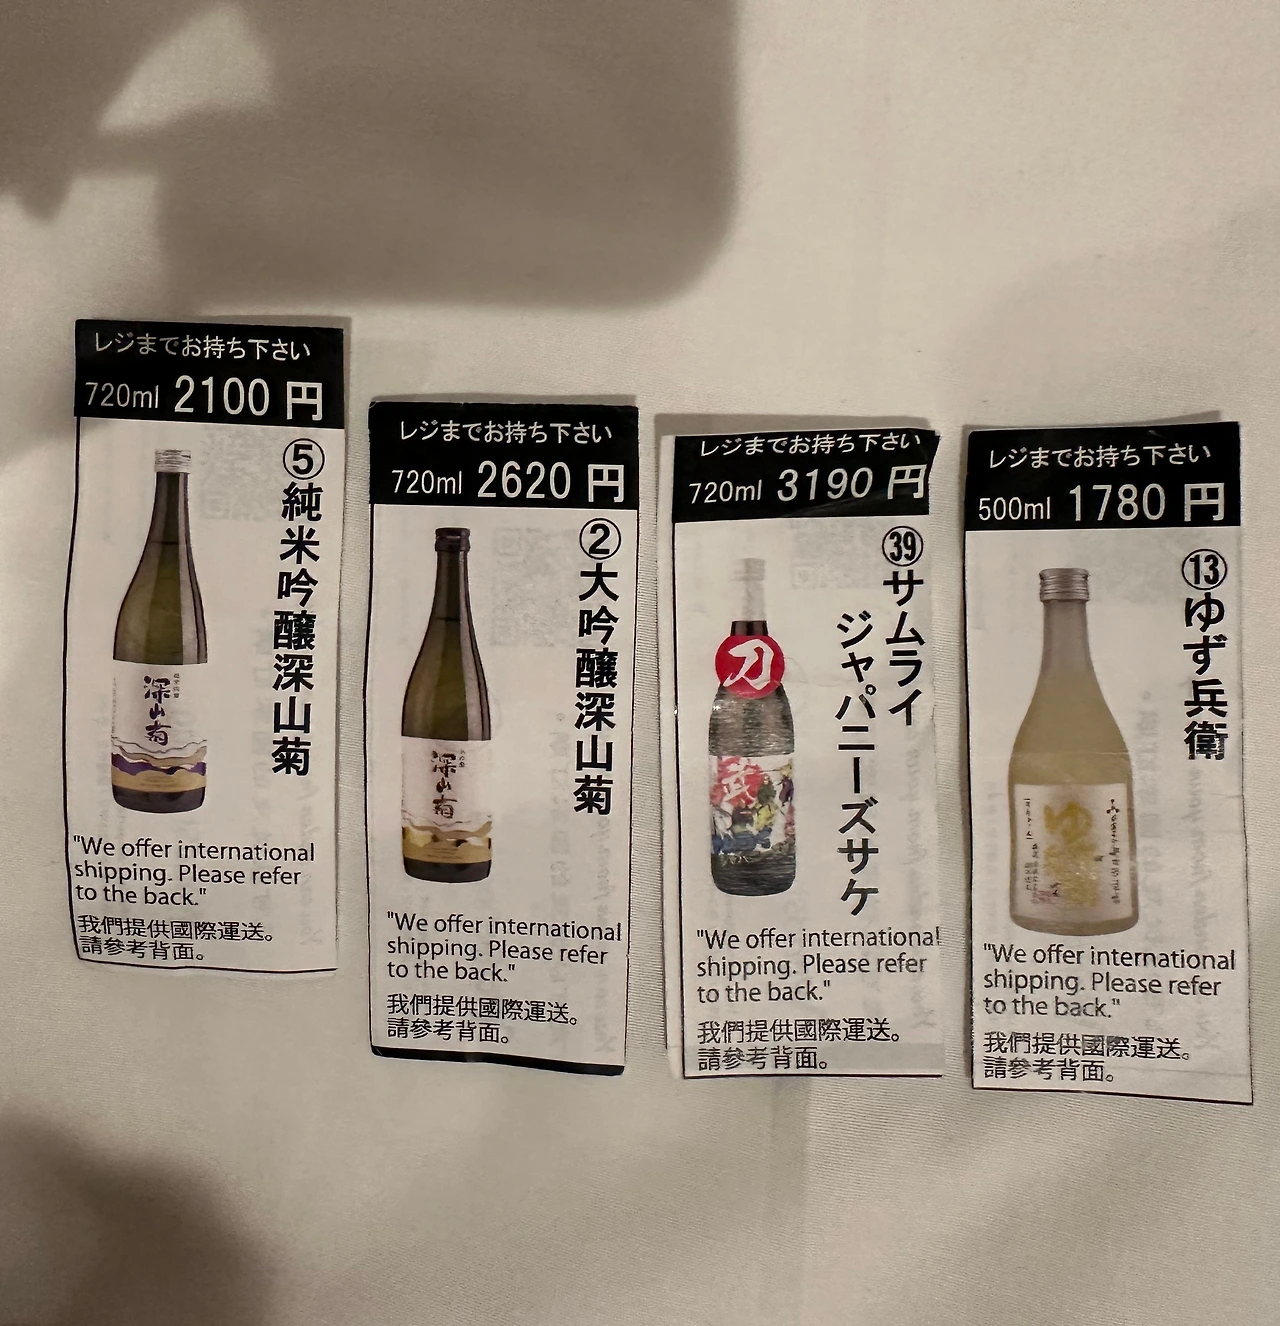 レジまでお持ち下さい
720ml 2100 円
⑤純米吟醸深山菊
深山菊
"We offer international
shipping. Please refer
to the back."
我們提供國際運送。
請參考背面。
レジまでお持ち下さい
720ml 2620 円
②大吟醸深山菊
深山菊
"We offer international
shipping. Please refer
to the back."
我們提供國際運送。
請參考背面。
レジまでお持ち下さい
720ml 3190 円
㊴サムライ
ジャパニーズサケ
刀
武
"We offer international
shipping. Please refer
to the back."
我們提供國際運送。
請參考背面。
レジまでお持ち下さい
500ml 1780 円
⑬ゆず兵衛
"We offer international
shipping. Please refer
to the back."
我們提供國際運送。
請參考背面。